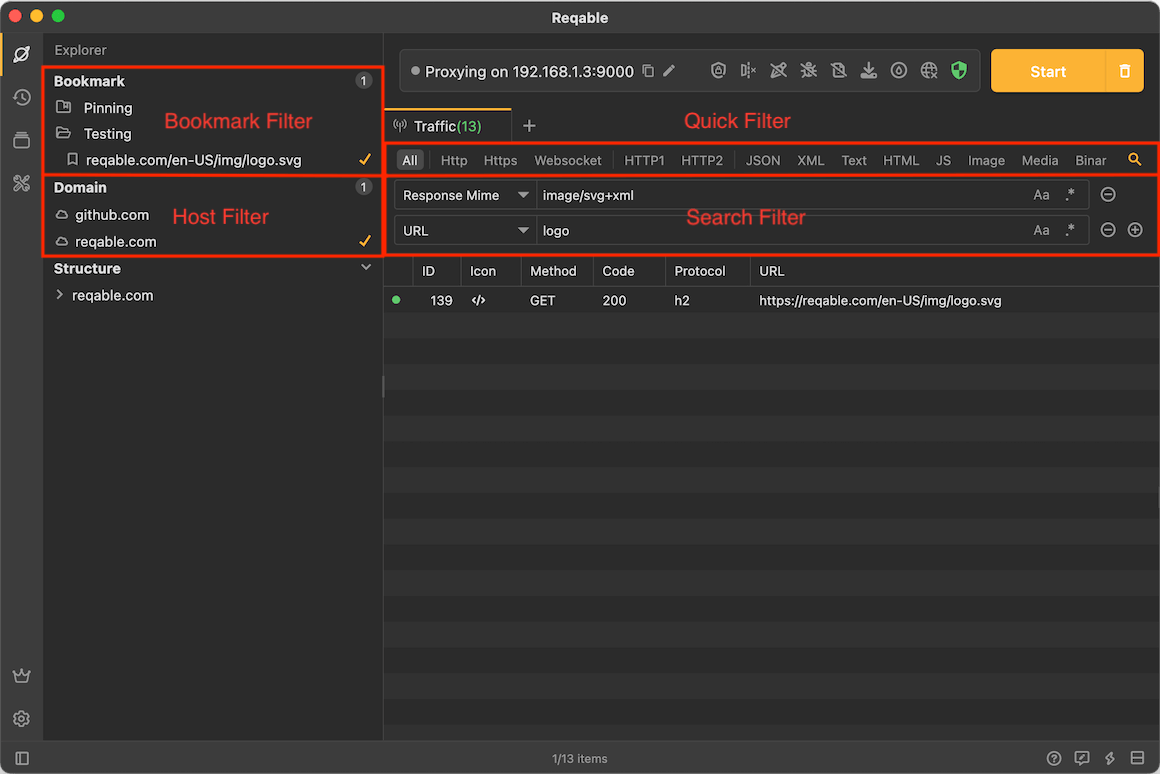 Reqable
Explorer
Bookmark 1
Pinning
Testing
reqable.com/en-US/img/logo.svg
Bookmark Filter
Domain 1
github.com
reqable.com
Host Filter
Structure
reqable.com
Proxying on 192.168.1.3:9000
Start
Traffic(13)
Quick Filter
All Http Https Websocket HTTP1 HTTP2 JSON XML Text HTML JS Image Media Binar
Response Mime image/svg+xml Aa .*
URL logo Aa .*
Search Filter
ID Icon Method Code Protocol URL
139 </> GET 200 h2 https://reqable.com/en-US/img/logo.svg
1/13 items